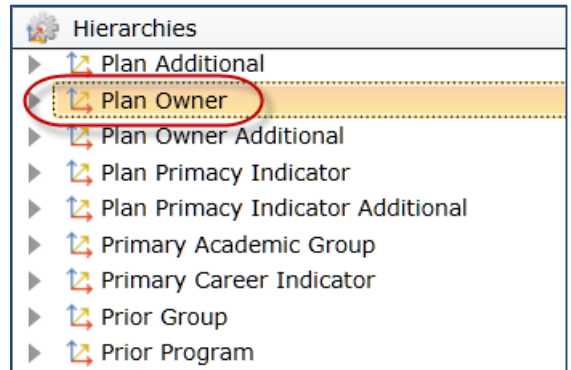 Hierarchies
Plan Additional
Plan Owner
Plan Owner Additional
Plan Primacy Indicator
Plan Primacy Indicator Additional
Primary Academic Group
Primary Career Indicator
Prior Group
Prior Program